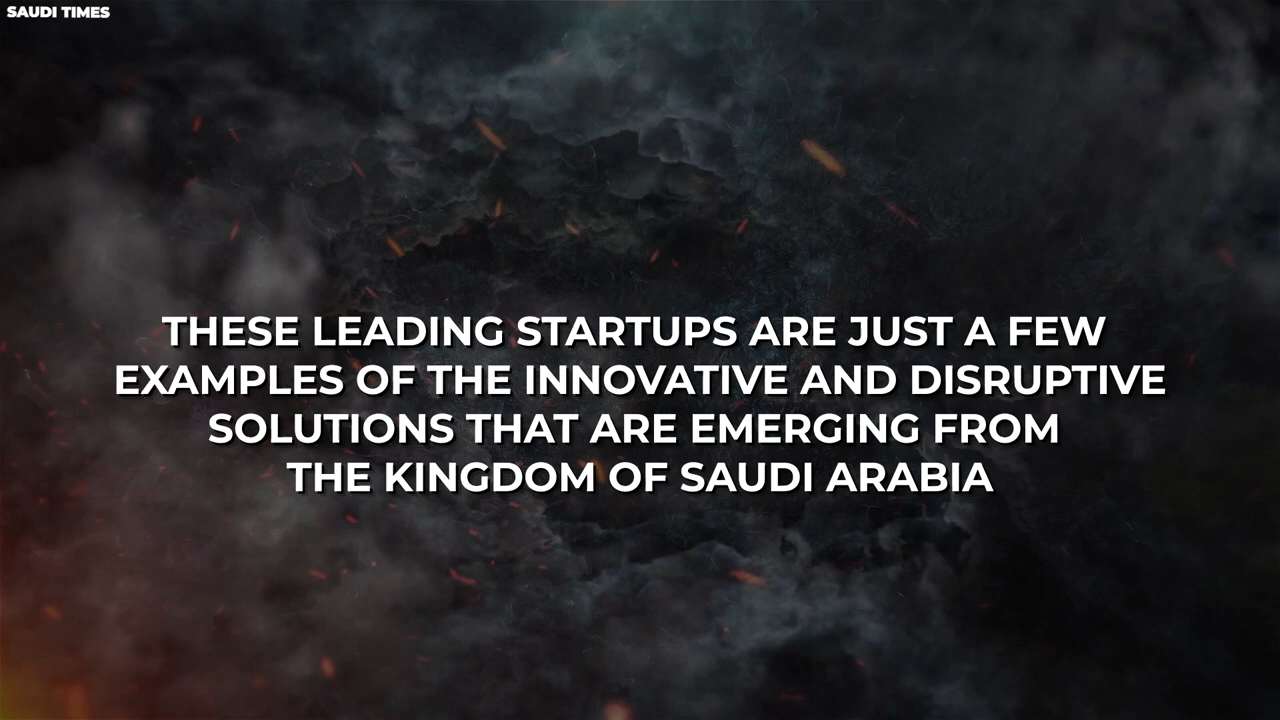 SAUDI TIMES
THESE LEADING STARTUPS ARE JUST A FEW
EXAMPLES OF THE INNOVATIVE AND DISRUPTIVE
SOLUTIONS THAT ARE EMERGING FROM
THE KINGDOM OF SAUDI ARABIA